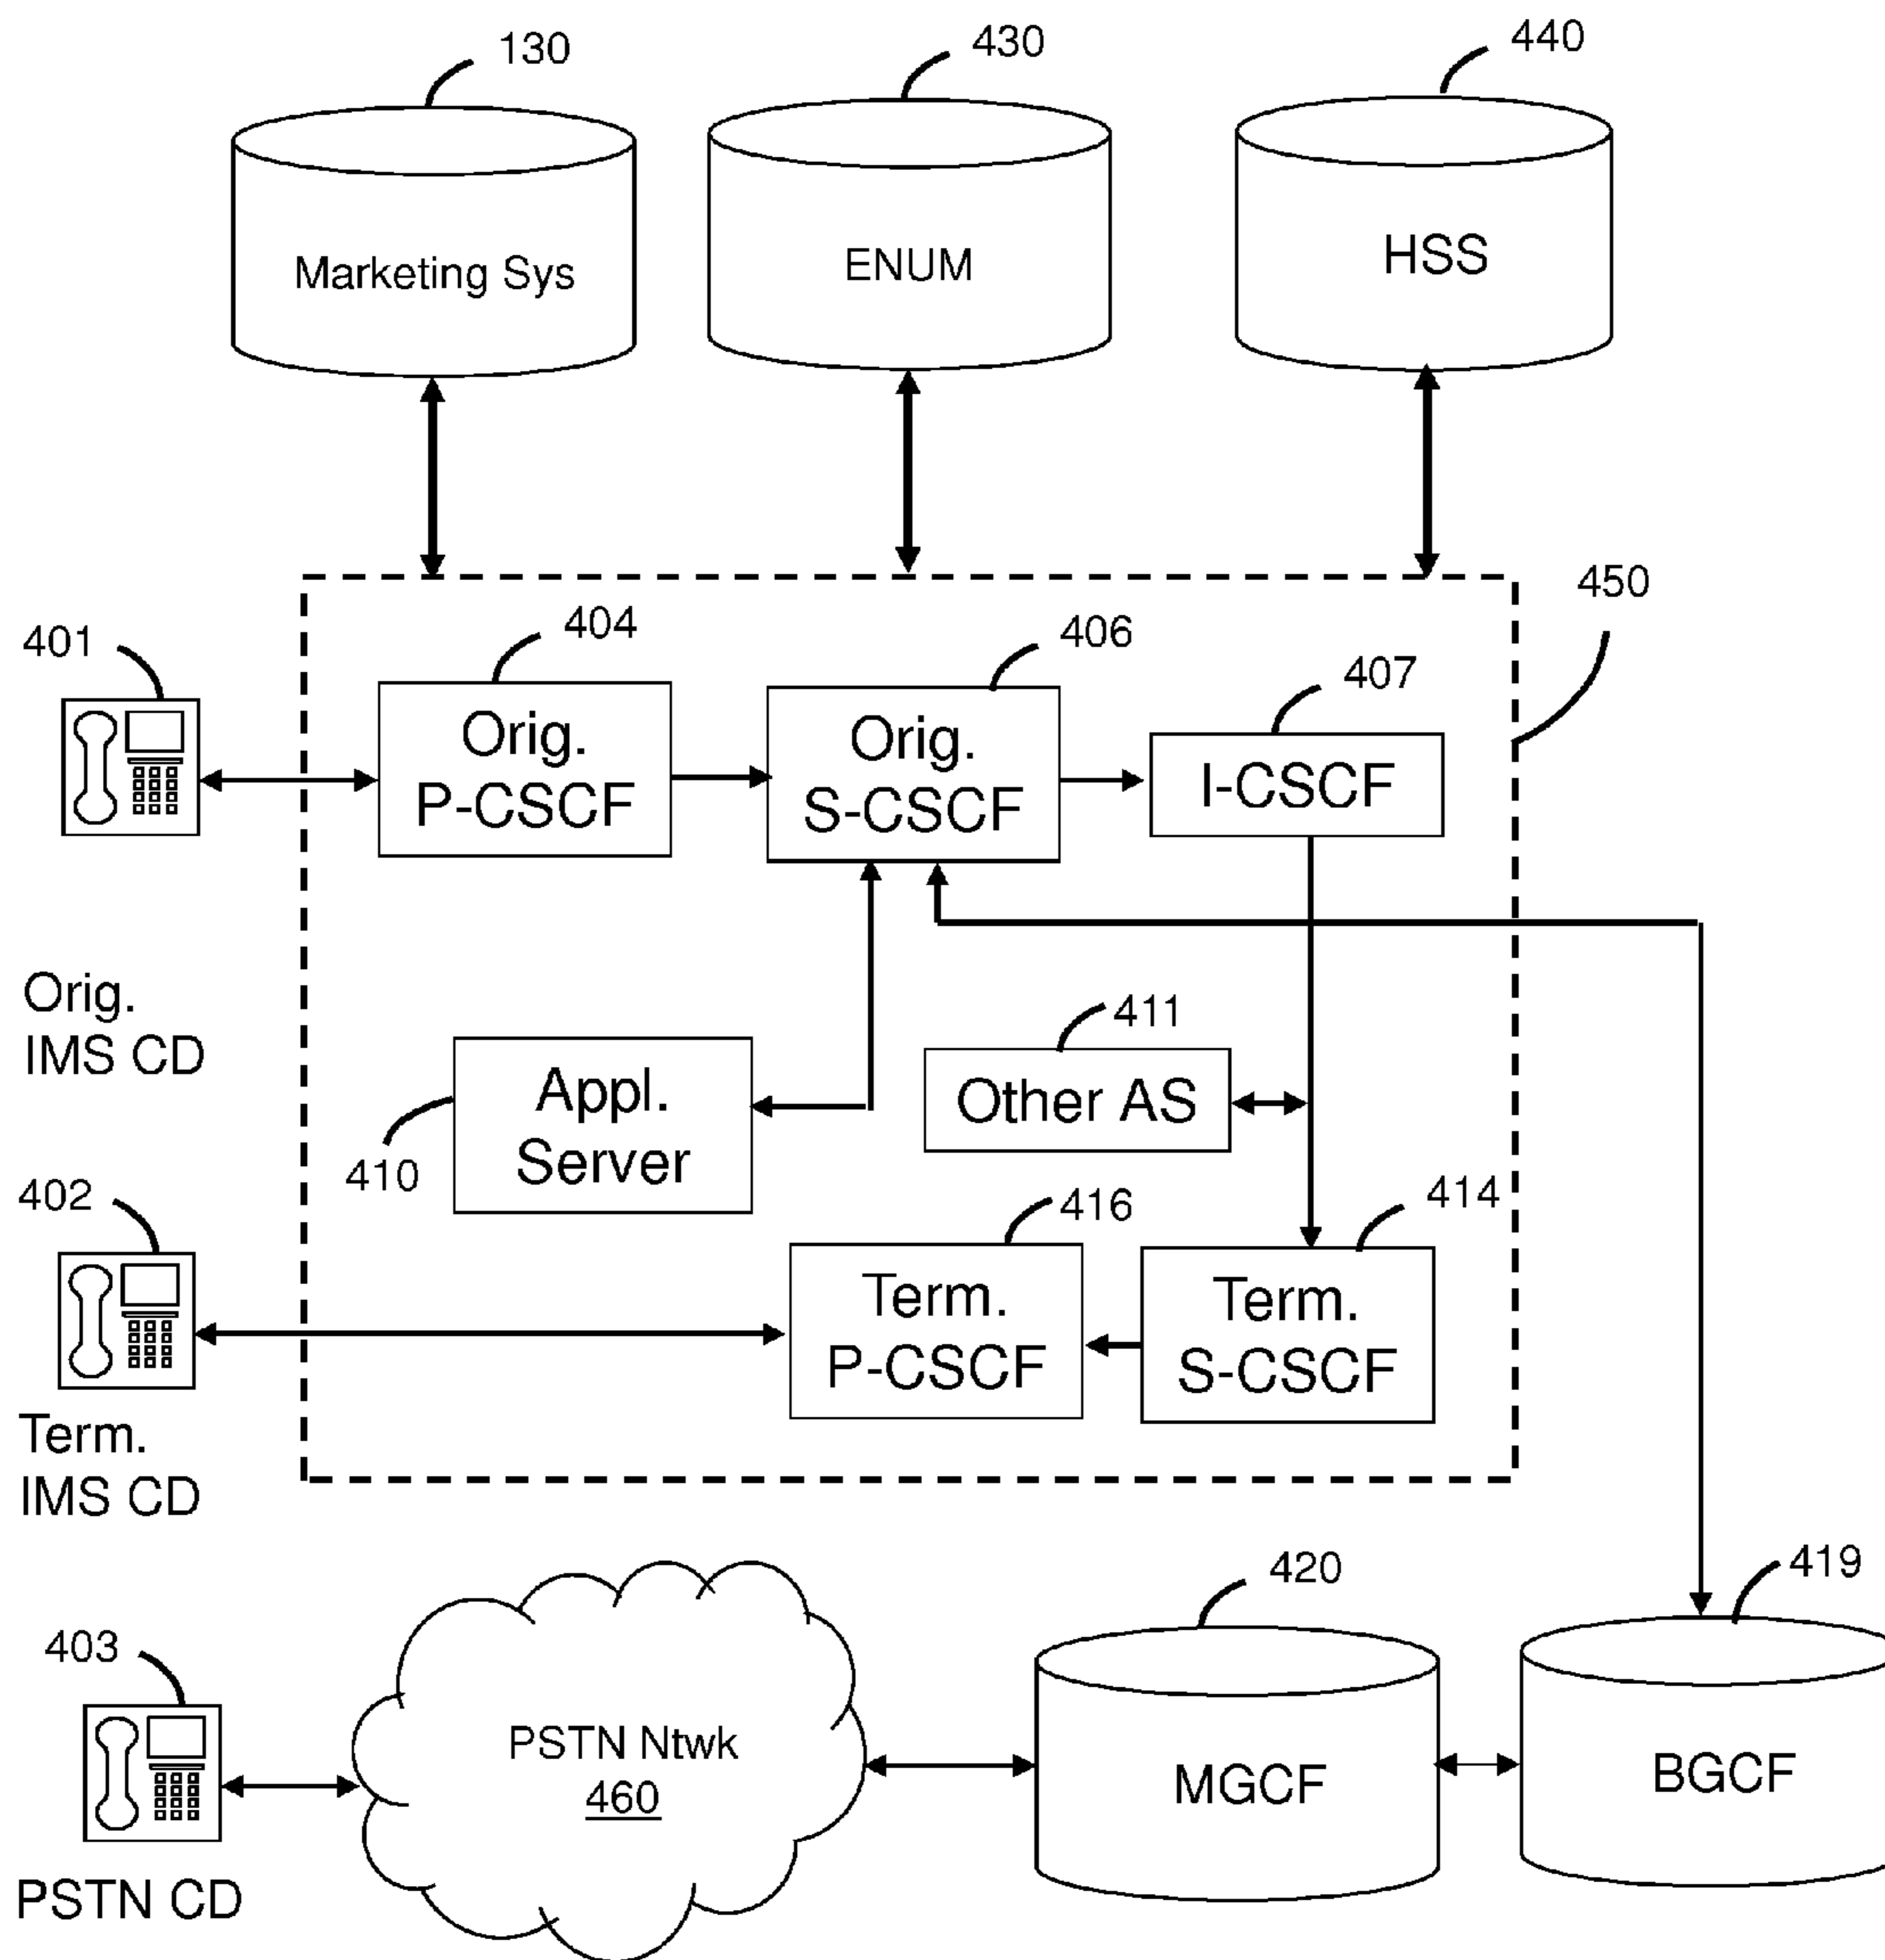 130
430
440
Marketing Sys
ENUM
HSS
450
401
404
406
407
Orig.
P-CSCF
Orig.
S-CSCF
I-CSCF
Orig.
IMS CD
411
Appl.
Server
Other AS
410
402
416
414
Term.
P-CSCF
Term.
S-CSCF
Term.
IMS CD
420
419
403
PSTN Ntwk
460
MGCF
BGCF
PSTN CD